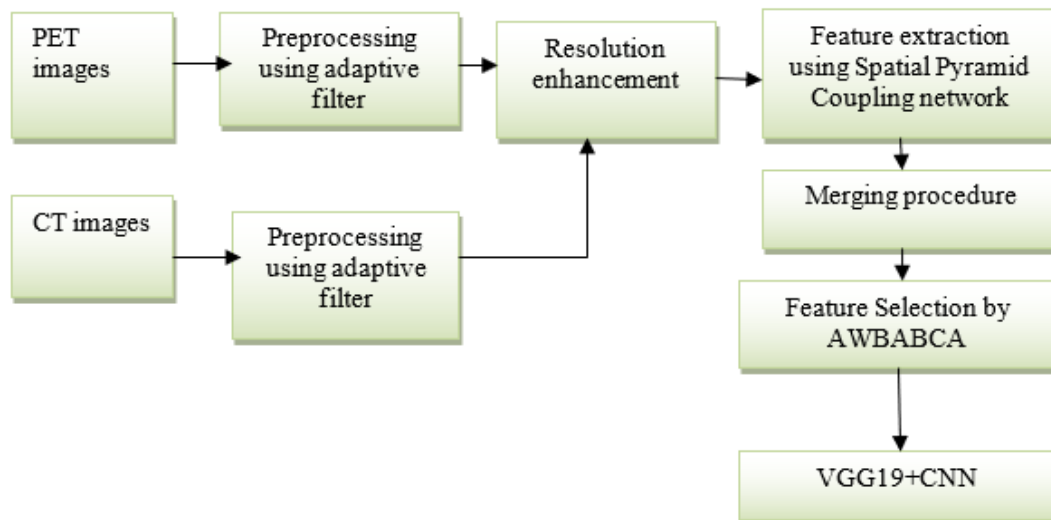 PET
images
Preprocessing
using adaptive
filter
Resolution
enhancement
Feature extraction
using Spatial Pyramid
Coupling network
CT images
Preprocessing
using adaptive
filter
Merging procedure
Feature Selection by
AWBABCA
VGG19+CNN